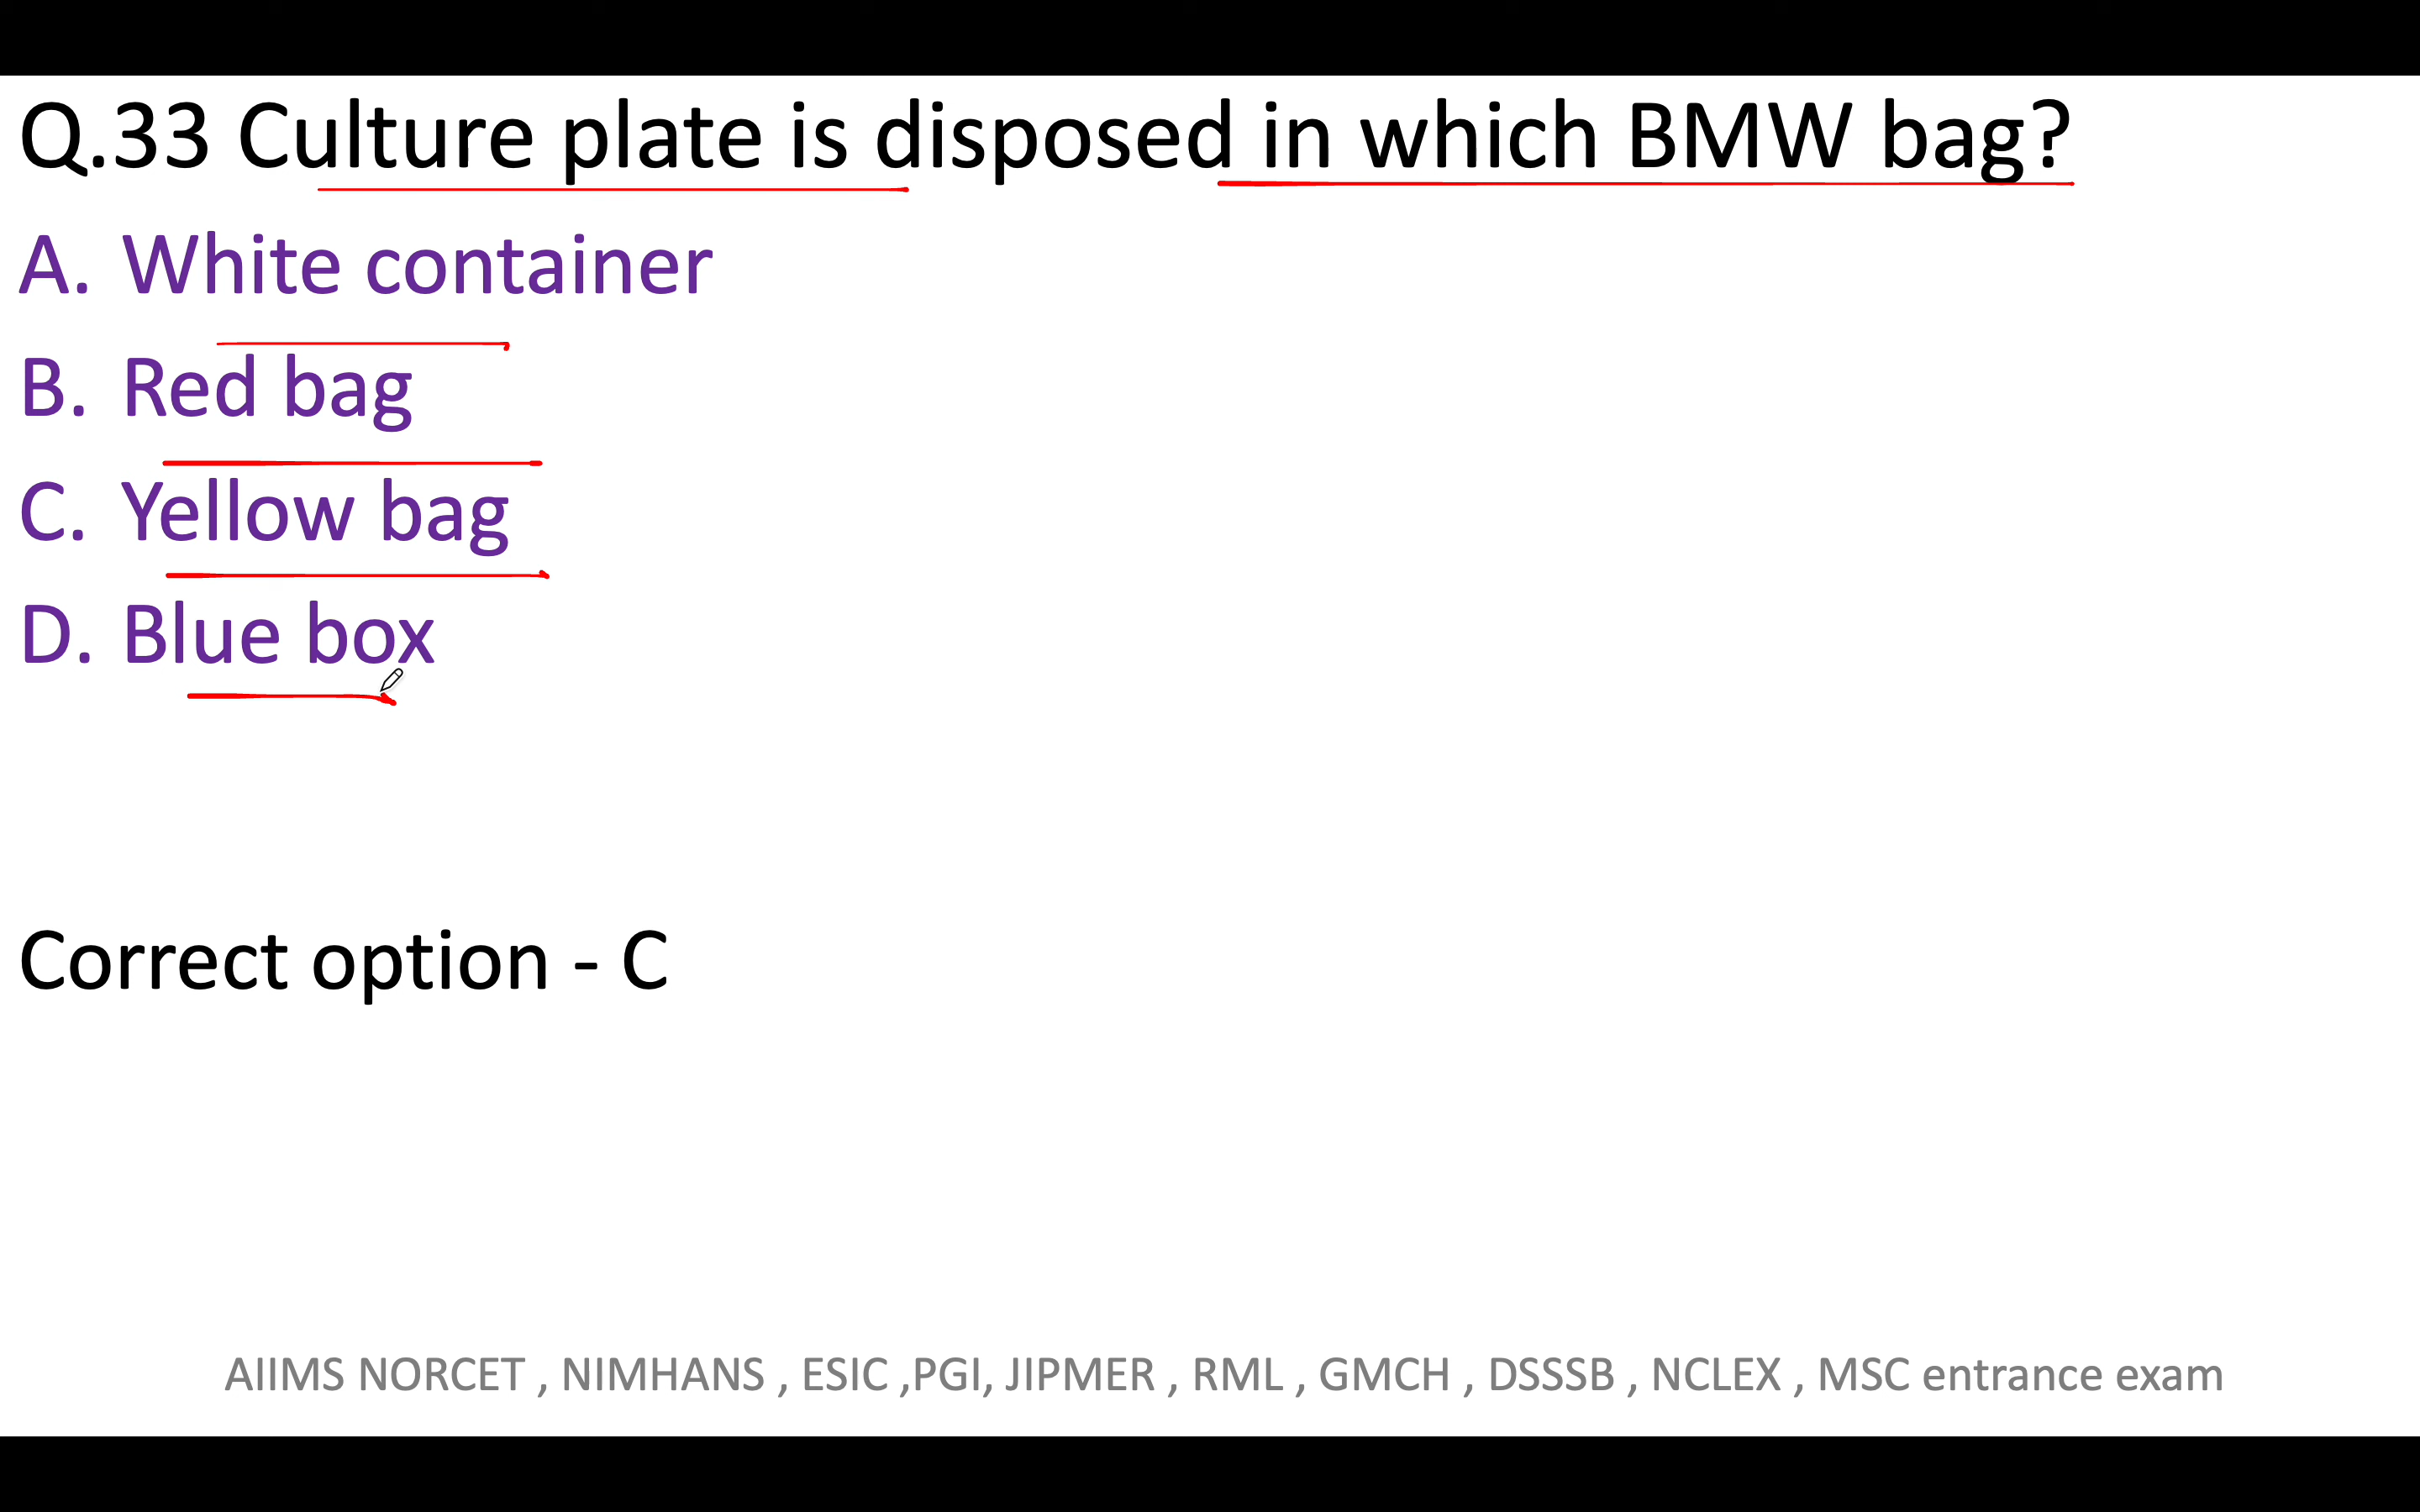 Q.33 Culture plate is disposed in which BMW bag?
A. White container
B. Red bag
C. Yellow bag
D. Blue box
Correct option - C
AIIMS NORCET , NIMHANS , ESIC ,PGI, JIPMER , RML , GMCH , DSSSB , NCLEX , MSC entrance exam